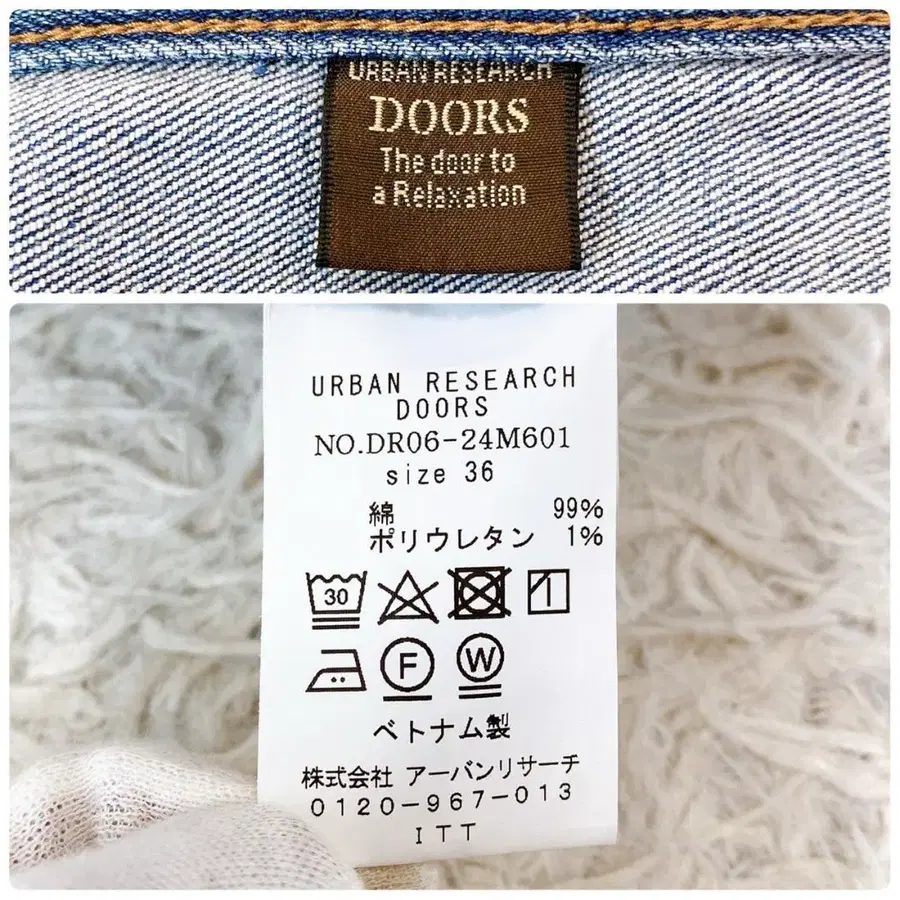 URBAN RESEARCH
DOORS
The door to
a Relaxation
URBAN RESEARCH
DOORS
NO.DR06-24M601
size 36
綿 99%
ポリウレタン 1%
30
F W
ベトナム製
株式会社 アーバンリサーチ
0120-967-013
ITT